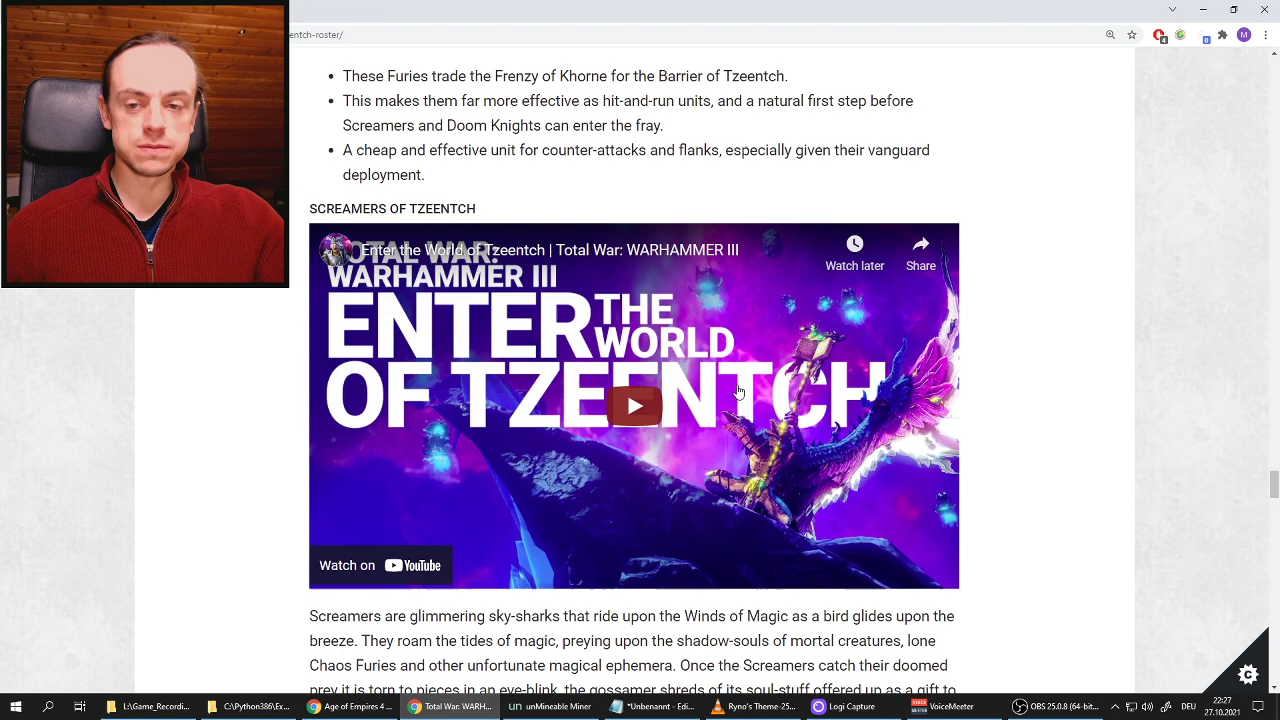 entch-roster/
These Furies trade the Frenzy of Khorne for the Barrier of Tzeentch.
This makes them far more effective as hit-and-run units, and a natural first step before
Screamers and Doom Knights can enter the fray.
A cheap and effective unit for counter-attacks and flanks, especially given their vanguard
deployment.
SCREAMERS OF TZEENTCH
Enter the World of Tzeentch | Total War: WARHAMMER III
Watch later
Share
TOTAL WAR:
WARHAMMER III
ENTER THE
WORLD
OF TZEENTCH
Watch on YouTube
Screamers are glimmering sky-sharks that ride upon the Winds of Magic as a bird glides upon the
breeze. They roam the tides of magic, preying upon the shadow-souls of mortal creatures, lone
Chaos Furies and other unfortunate magical ephemera. Once the Screamers catch their doomed
prey it is torn to pieces in an eye-blink, the gossamer shreds of its soul-stuff offered up as a gift to
L:\Game_Recordi...
C:\Python386\Ex...
Age of Empires 4 ...
Total War: WARH...
unMineable Miner
*Unbenannt - Edi...
Ryno's Theme-22...
Logi Capture
VoiceMeeter
OBS 25.0.8 (64-bit...
DEU
22:27
27.10.2021